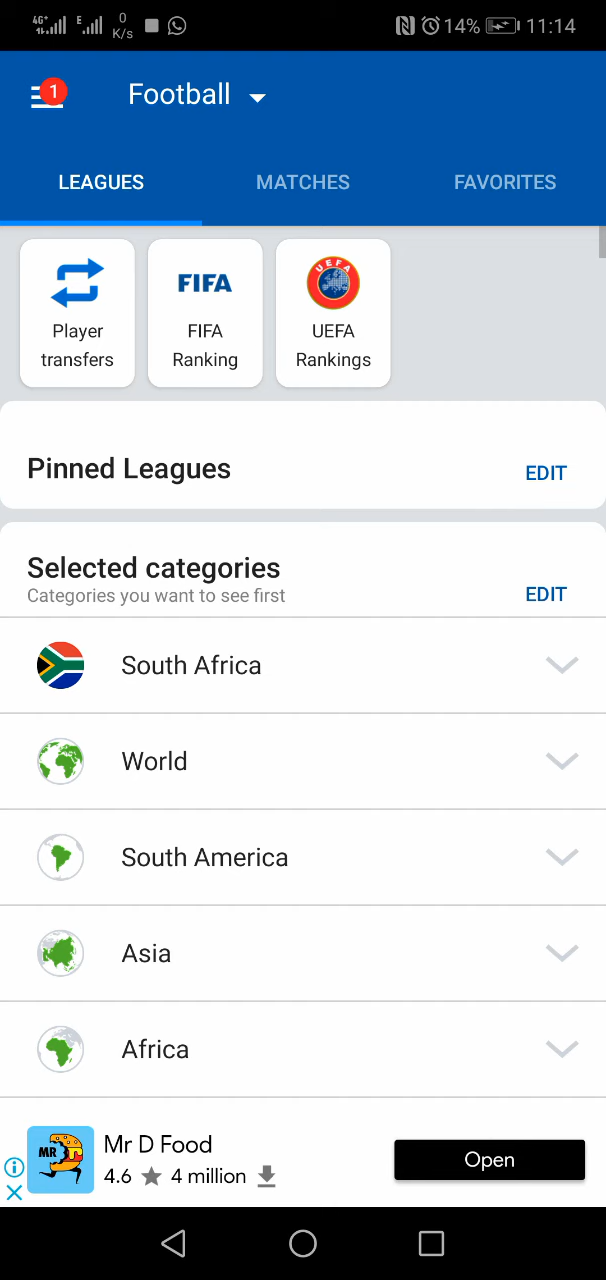 4G+ E 0 K/s 14% 11:14
1 Football
LEAGUES MATCHES FAVORITES
UEFA
FIFA
Player transfers
FIFA Ranking
UEFA Rankings
Pinned Leagues
EDIT
Selected categories
Categories you want to see first
EDIT
South Africa
World
South America
Asia
Africa
MR D
Mr D Food
4.6 ★ 4 million
Open